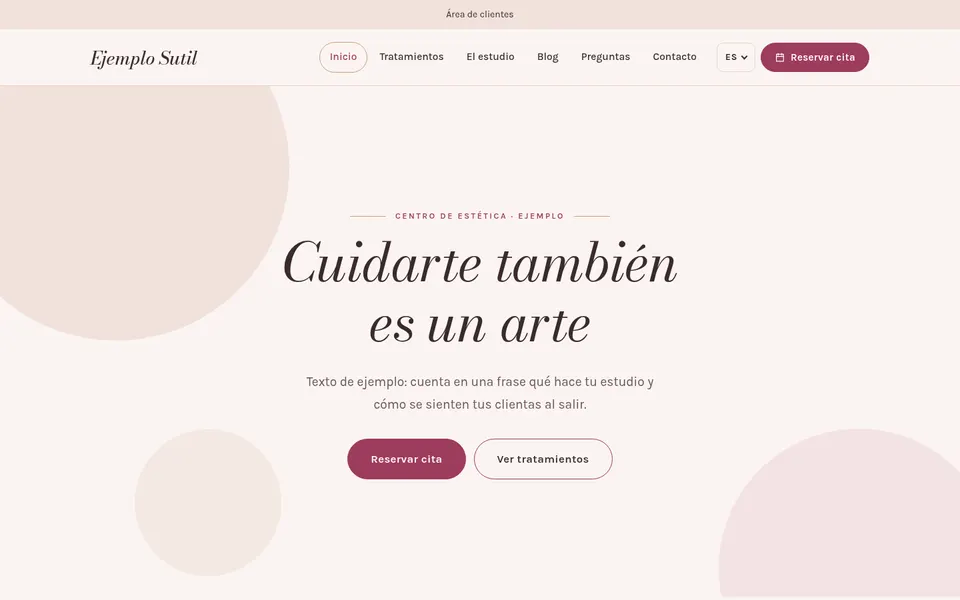 Área de clientes
Ejemplo Sutil
Inicio
Tratamientos
El estudio
Blog
Preguntas
Contacto
ES
Reservar cita
CENTRO DE ESTÉTICA · EJEMPLO
Cuidarte también
es un arte
Texto de ejemplo: cuenta en una frase qué hace tu estudio y
cómo se sienten tus clientas al salir.
Reservar cita
Ver tratamientos